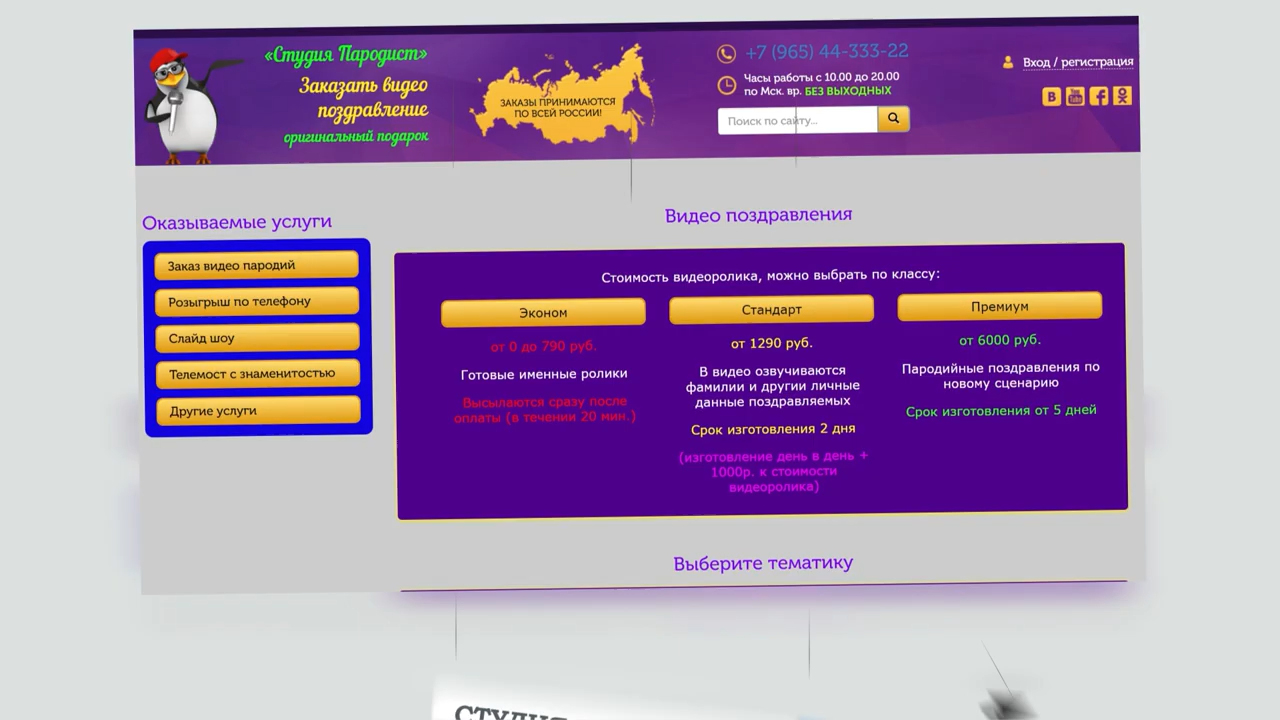 «Студия Пародист»
Заказать видео
поздравление
оригинальный подарок
ЗАКАЗЫ ПРИНИМАЮТСЯ
ПО ВСЕЙ РОССИИ!
+7 (965) 44-333-22
Часы работы с 10.00 до 20.00
по Мск. вр. БЕЗ ВЫХОДНЫХ
Поиск по сайту...
Вход / регистрация
B
You
Tube
Оказываемые услуги
Заказ видео пародий
Розыгрыш по телефону
Слайд шоу
Телемост с знаменитостью
Другие услуги
Видео поздравления
Стоимость видеоролика, можно выбрать по классу:
Эконом
от 0 до 790 руб.
Готовые именные ролики
Высылаются сразу после
оплаты (в течении 20 мин.)
Стандарт
от 1290 руб.
В видео озвучиваются
фамилии и другии личные
данные поздравляемых
Срок изготовления 2 дня
(изготовление день в день +
1000р. к стоимости
видеоролика)
Премиум
от 6000 руб.
Пародийные поздравления по
новому сценарию
Срок изготовления от 5 дней
Выберите тематику
СТУДИЯ